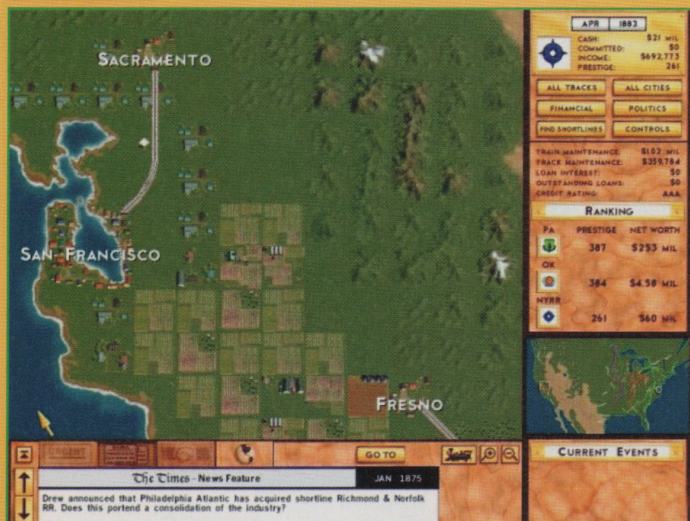 SACRAMENTO
SAN FRANCISCO
FRESNO
APR 1883
CASH: $21 MIL
COMMITTED: $0
INCOME: $692,773
PRESTIGE: 261
ALL TRACKS ALL CITIES
FINANCIAL POLITICS
FIND SHORTLINES CONTROLS
TRAIN MAINTENANCE: $1.02 MIL
TRACK MAINTENANCE: $359,784
LOAN INTEREST: $0
OUTSTANDING LOANS: $0
CREDIT RATING: AAA
RANKING
PA PRESTIGE NET WORTH
387 $253 MIL
OK
384 $4.58 MIL
NYRR
261 $60 MIL
CURRENT EVENTS
URGENT
GO TO
The Times - News Feature JAN 1875
Drew announced that Philadelphia Atlantic has acquired shortline Richmond & Norfolk
RR. Does this portend a consolidation of the industry?